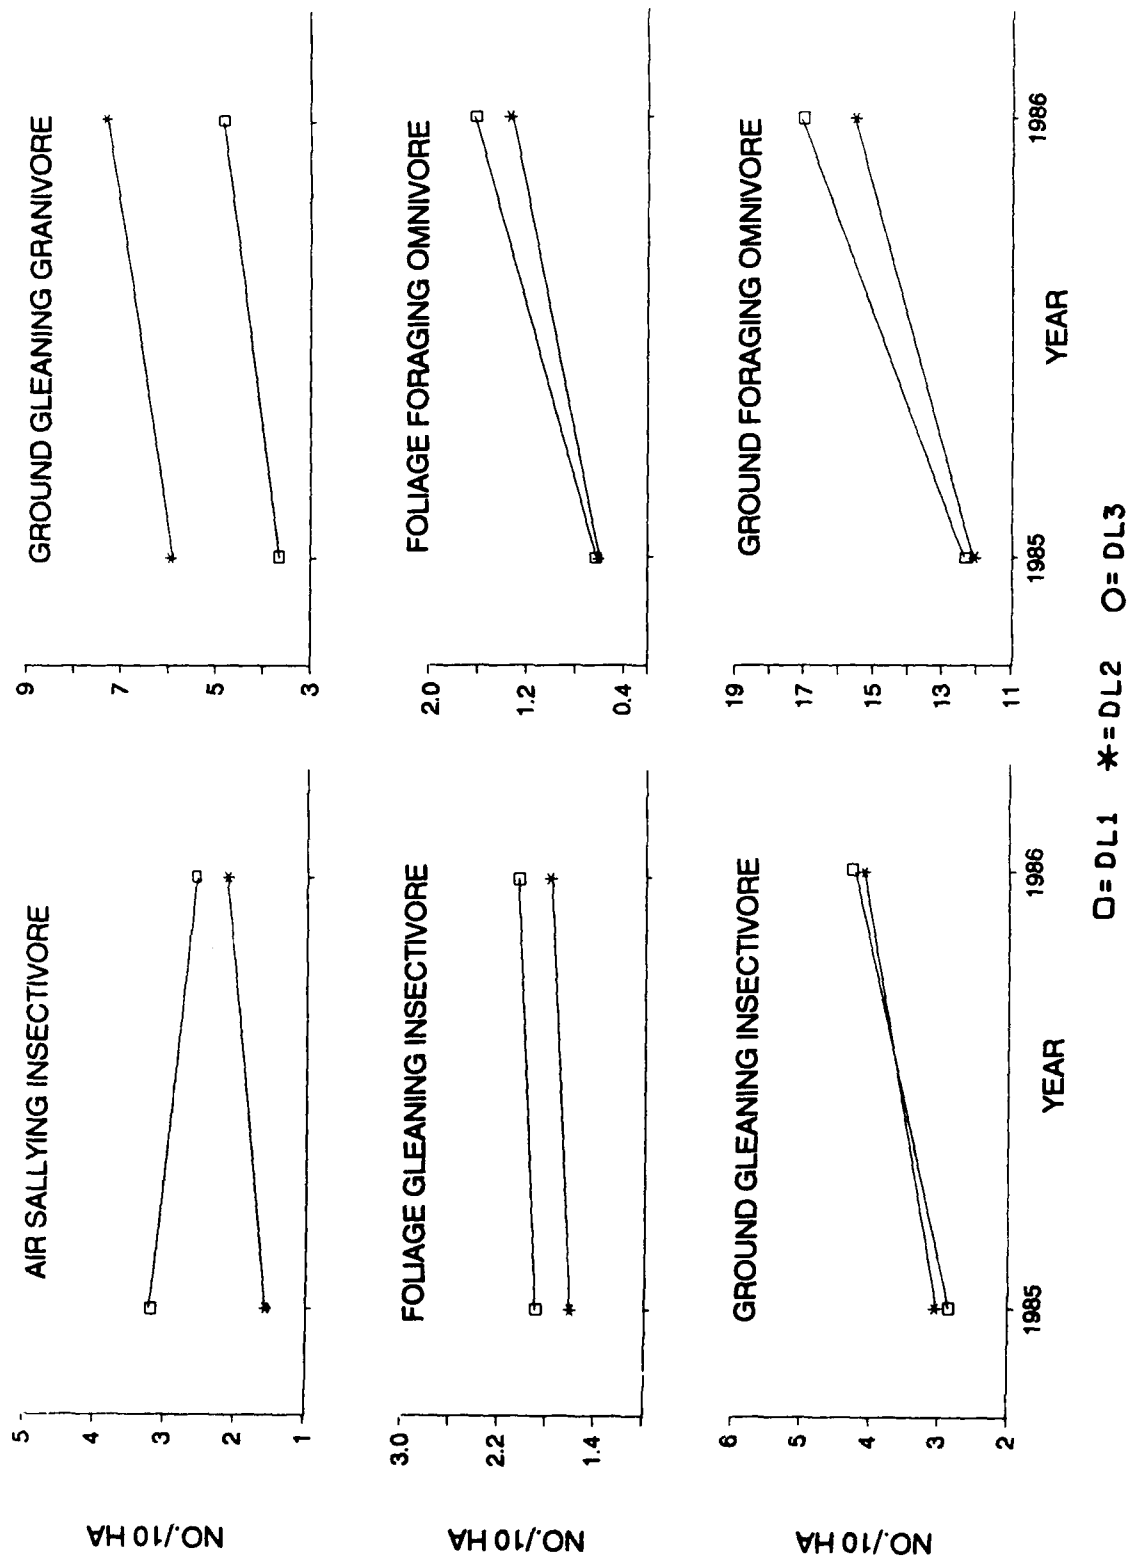 AIR SALLYING INSECTIVORE
NO./10 HA
5
4
3
2
1
GROUND GLEANING GRANIVORE
9
7
5
3
FOLIAGE GLEANING INSECTIVORE
NO./10 HA
3.0
2.2
1.4
FOLIAGE FORAGING OMNIVORE
2.0
1.2
0.4
GROUND GLEANING INSECTIVORE
NO./10 HA
6
5
4
3
2
1985 1986
YEAR
GROUND FORAGING OMNIVORE
19
17
15
13
11
1985 1986
YEAR
□= DL1 *= DL2 O= DL3